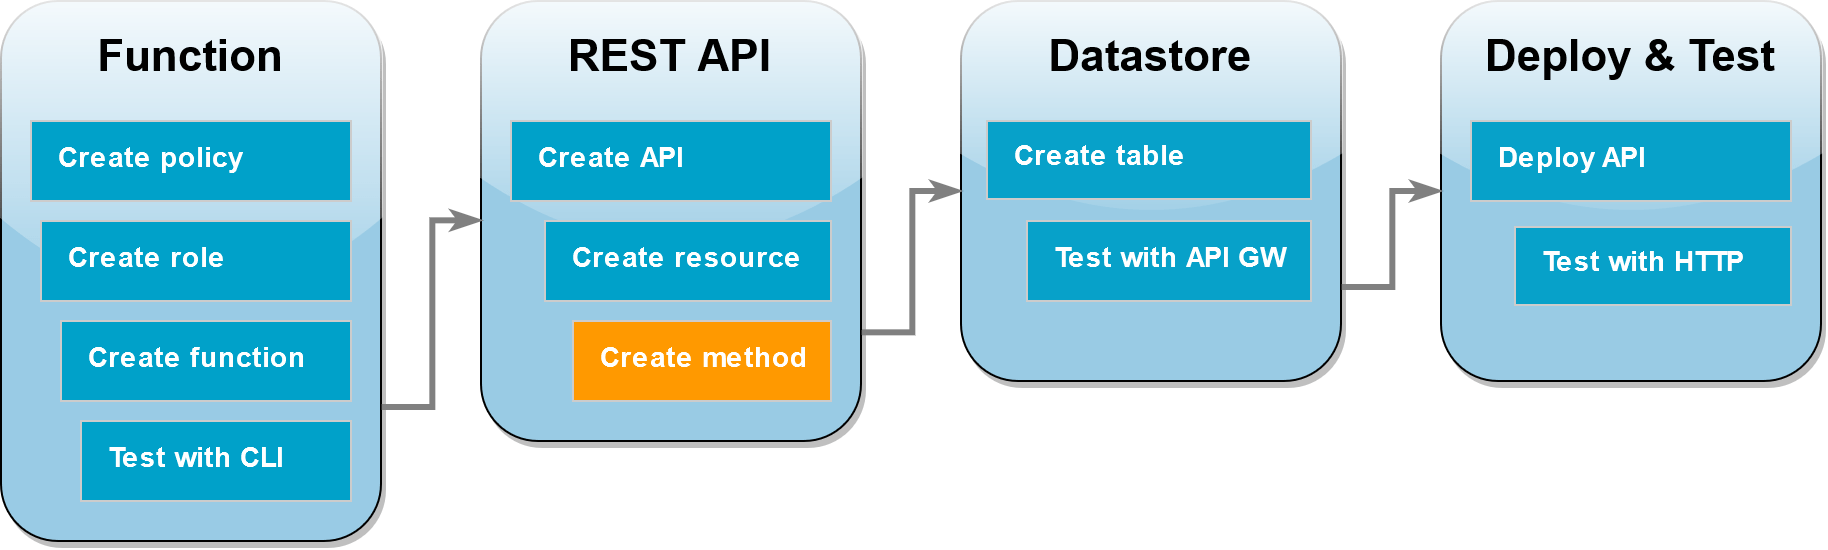 Function
Create policy
Create role
Create function
Test with CLI
REST API
Create API
Create resource
Create method
Datastore
Create table
Test with API GW
Deploy & Test
Deploy API
Test with HTTP